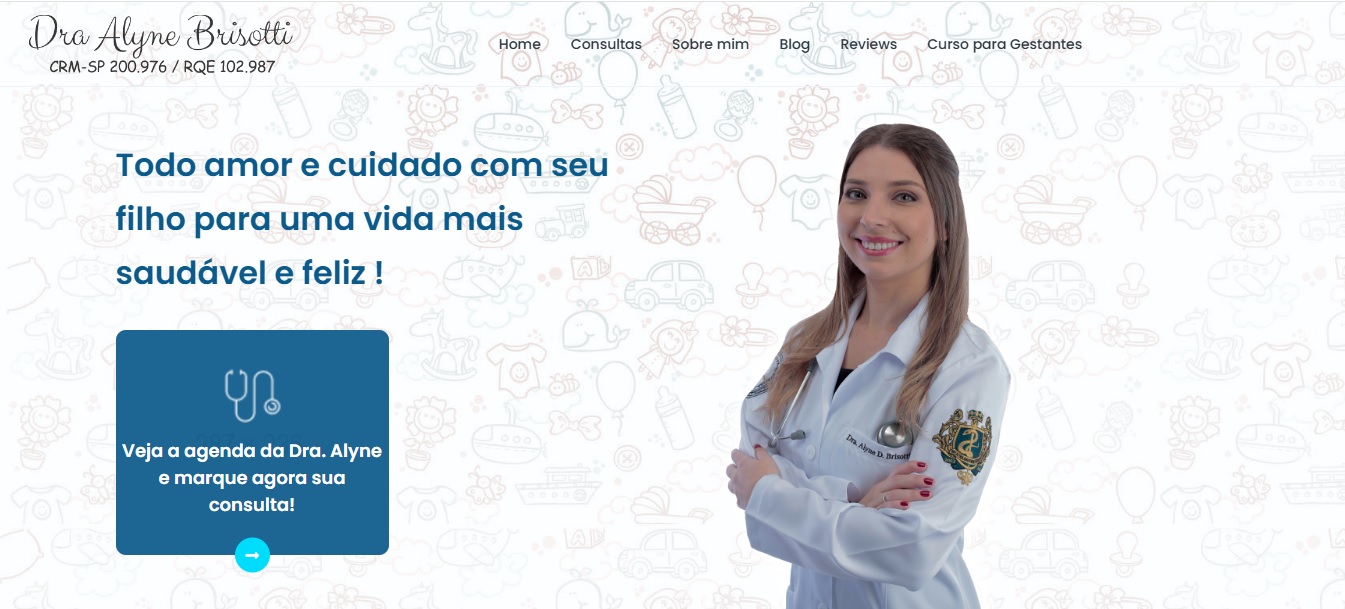 Dra Alyne Brisotti
CRM-SP 200.976 / RQE 102.987
Home Consultas Sobre mim Blog Reviews Curso para Gestantes
Todo amor e cuidado com seu
filho para uma vida mais
saudável e feliz !
Veja a agenda da Dra. Alyne
e marque agora sua
consulta!
Dra. Alyne D. Brisotti